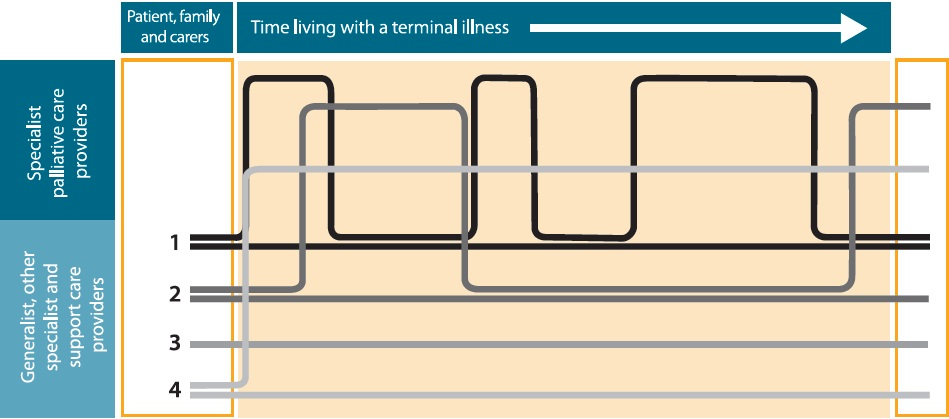 Patient, family
and carers
Time living with a terminal illness
Specialist
palliative care
providers
Generalist, other
specialist and
support care
providers
1
2
3
4